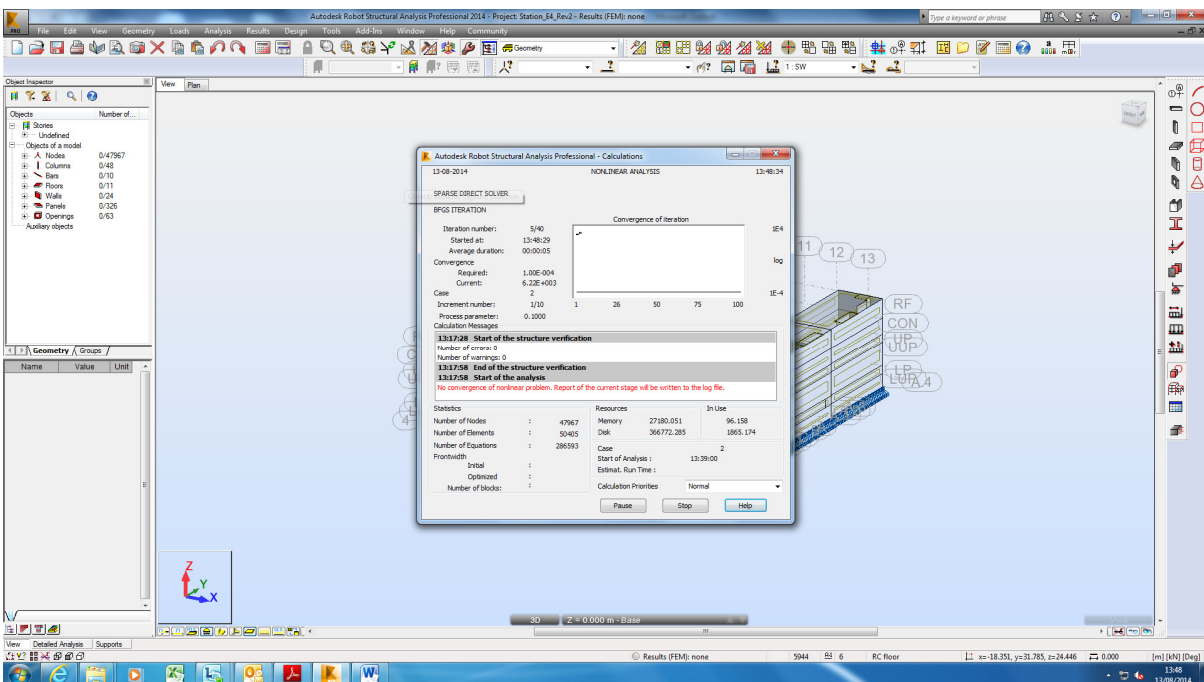 Autodesk Robot Structural Analysis Professional 2014 - Project: Station_E4_Rev2 - Results (FEM): none
Type a keyword or phrase
PRO
File Edit View Geometry Loads Analysis Results Design Tools Add-Ins Window Help Community
Geometry
1 : SW
Object Inspector
View Plan
Objects Number of...
Stories
Undefined
Objects of a model
Nodes 0/47967
Columns 0/48
Bars 0/10
Floors 0/11
Walls 0/24
Panels 0/326
Openings 0/63
Auxiliary objects
Geometry Groups
Name Value Unit
Autodesk Robot Structural Analysis Professional - Calculations
13-08-2014 NONLINEAR ANALYSIS 13:48:34
SPARSE DIRECT SOLVER
BFGS ITERATION
Convergence of iteration
Iteration number: 5/40
Started at: 13:48:29
Average duration: 00:00:05
Convergence
Required: 1.00E-004
Current: 6.22E+003
Case 2
Increment number: 1/10
Process parameter: 0.1000
1E4
log
1E-4
1 26 50 75 100
Calculation Messages
13:17:28 Start of the structure verification
Number of errors: 0
Number of warnings: 0
13:17:58 End of the structure verification
13:17:58 Start of the analysis
No convergence of nonlinear problem. Report of the current stage will be written to the log file.
Statistics
Number of Nodes : 47967
Number of Elements : 50405
Number of Equations : 286593
Frontwidth
Initial :
Optimized :
Number of blocks: :
Resources In Use
Memory 27180.051 96.158
Disk 366772.285 1865.174
Case 2
Start of Analysis : 13:39:00
Estimat. Run Time :
Calculation Priorities Normal
Pause Stop Help
11 12 13
RF
CON
UP
UUP
LP
LUP
A.4
Z
Y
X
3D Z = 0.000 m - Base
View Detailed Analysis Supports
Results (FEM): none 5944 6 RC floor x=-18.351, y=31.785, z=24.446 0.000 [m] [kN] [Deg]
13:48
13/08/2014